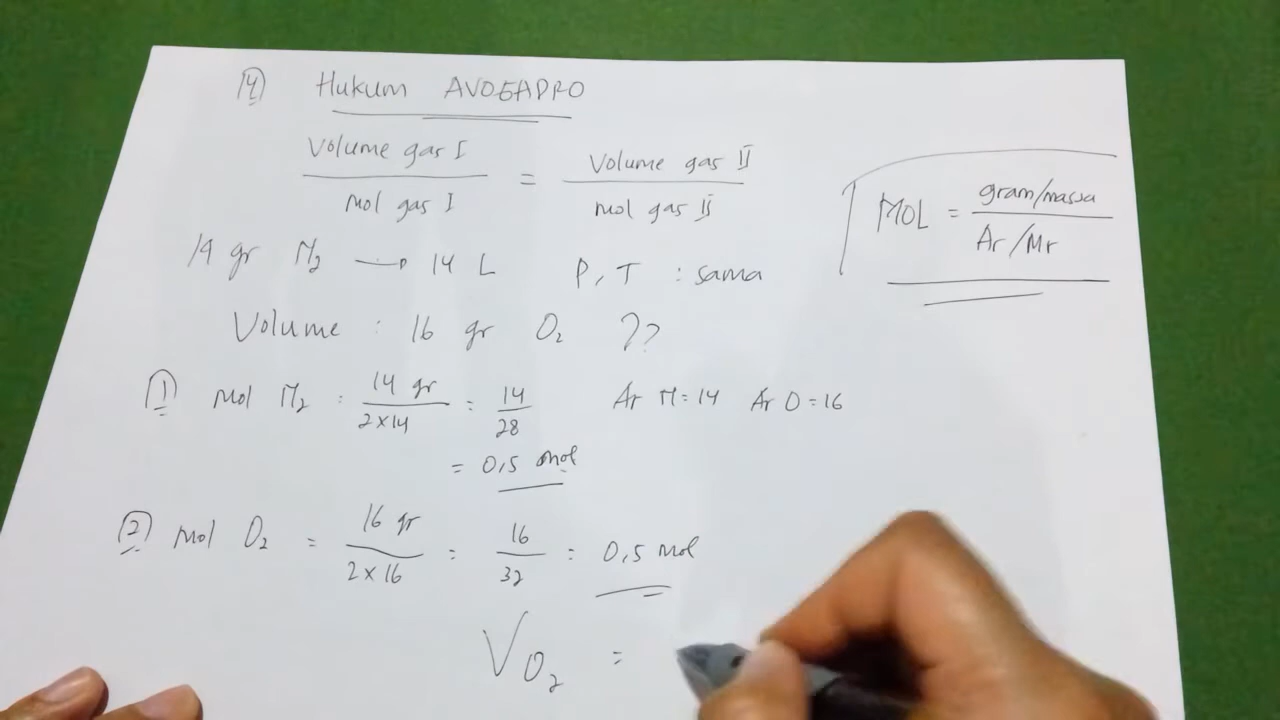 14) Hukum AVOGADRO
Volume gas I / mol gas I = Volume gas II / mol gas II
MOL = gram/massa / Ar/Mr
14 gr N₂ → 14 L P, T : sama
Volume : 16 gr O₂ ??
① mol N₂ : 14 gr / 2×14 = 14 / 28 Ar N = 14 Ar O = 16
= 0,5 mol
② mol O₂ = 16 gr / 2×16 = 16 / 32 = 0,5 mol
V O₂ =